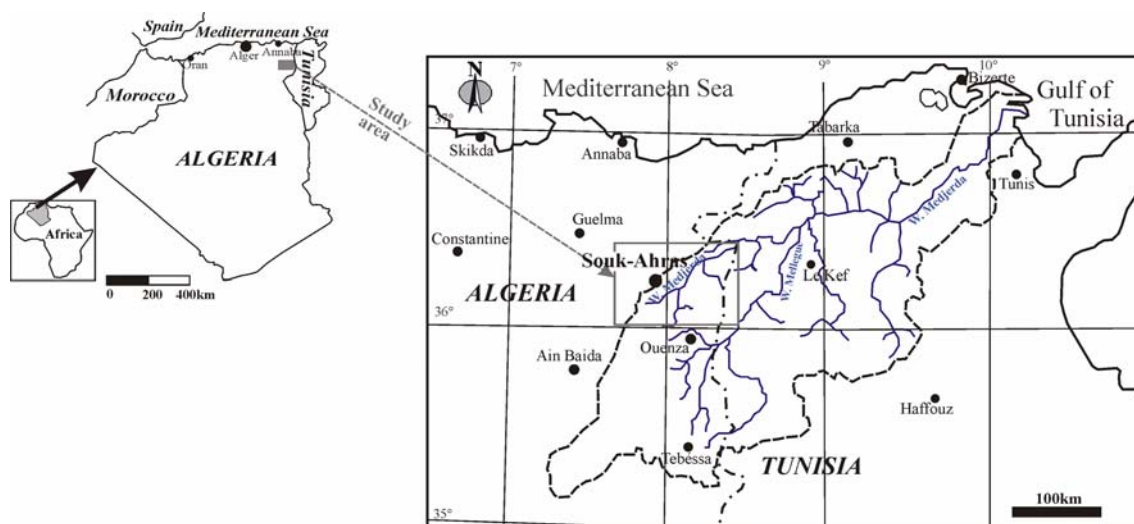 Spain
Mediterranean Sea
Oran
Alger
Annaba
Tunisia
Morocco
ALGERIA
Africa
0 200 400km
Study
area
N
7° 8° 9° 10°
Mediterranean Sea
Bizerte
Gulf of
Tunisia
37°
Skikda
Annaba
Tabarka
Tunis
W. Medjerda
Guelma
Constantine
Souk-Ahras
W. Medjerda
W. Mellegue
Le Kef
ALGERIA
36°
Ouenza
Ain Baida
Haffouz
Tebessa
TUNISIA
35°
100km